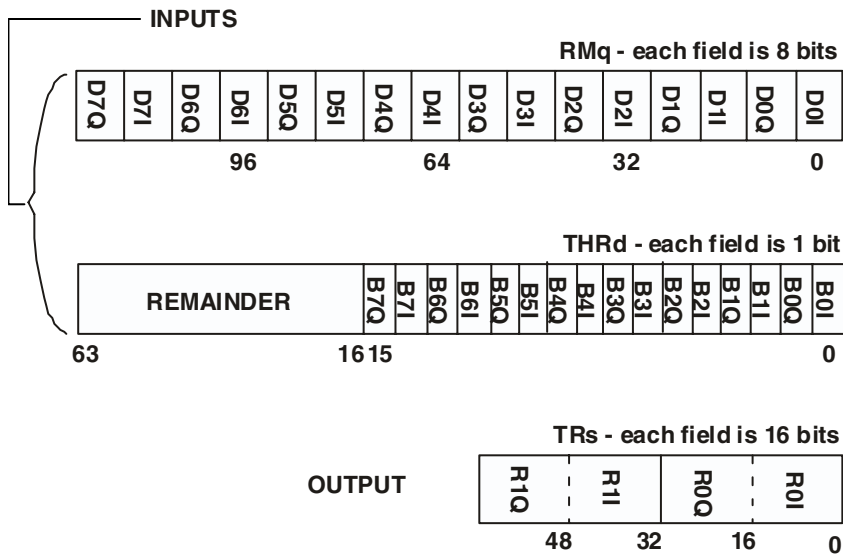 INPUTS
RMq - each field is 8 bits
D7Q D7I D6Q D6I D5Q D5I D4Q D4I D3Q D3I D2Q D2I D1Q D1I D0Q D0I
96 64 32 0
THRd - each field is 1 bit
REMAINDER B7Q B7I B6Q B6I B5Q B5I B4Q B4I B3Q B3I B2Q B2I B1Q B1I B0Q B0I
63 16 15 0
TRs - each field is 16 bits
OUTPUT R1Q R1I R0Q R0I
48 32 16 0